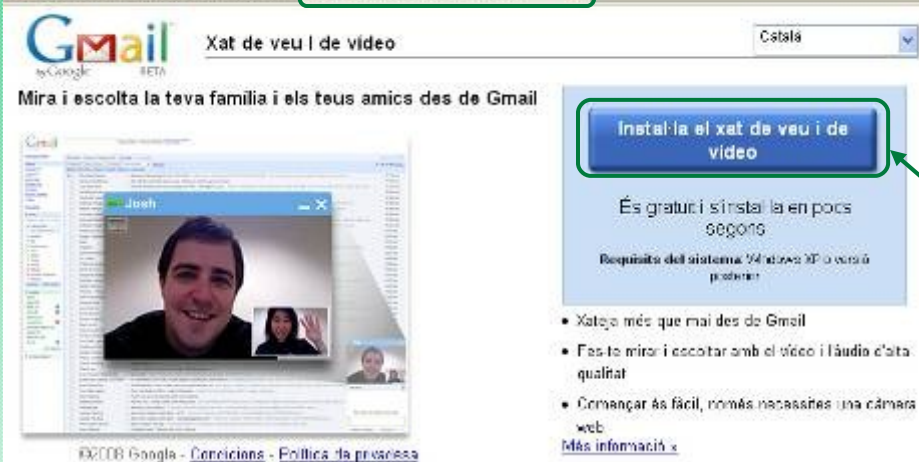 Gmail
by Google BETA
Xat de veu i de vídeo
Català
Mira i escolta la teva família i els teus amics des de Gmail
Josh
Instal·la el xat de veu i de
vídeo
És gratuït i s'instal·la en pocs
segons
Requisits del sistema: Windows XP o versió
posterior
• Xateja més que mai des de Gmail
• Fes-te mirar i escoltar amb el vídeo i l'àudio d'alta
qualitat
• Començar és fàcil, només necessites una càmera
web
Més informació »
©2008 Google - Condicions - Política de privadesa